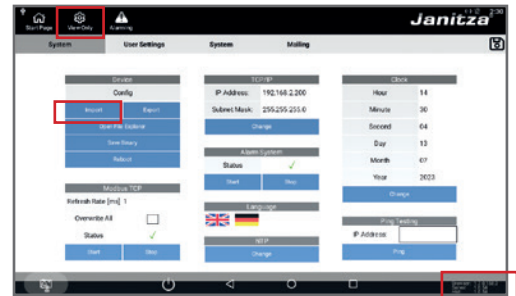 Start Page
View Only
Alarming
Janitza
System
User Settings
System
Mailing
Device
Config
Import
Export
Open File Explorer
Save Binary
Reboot
Modbus TCP
Refresh Rate [ms] 1
Overwrite All
Status
Start
Stop
TCP/IP
IP Address: 192.168.2.200
Subnet Mask: 255.255.255.0
Change
Alarm System
Status
Start
Stop
Language
NTP
Change
Clock
Hour 14
Minute 30
Second 04
Day 13
Month 07
Year 2023
Change
Ping Testing
IP Address:
Ping